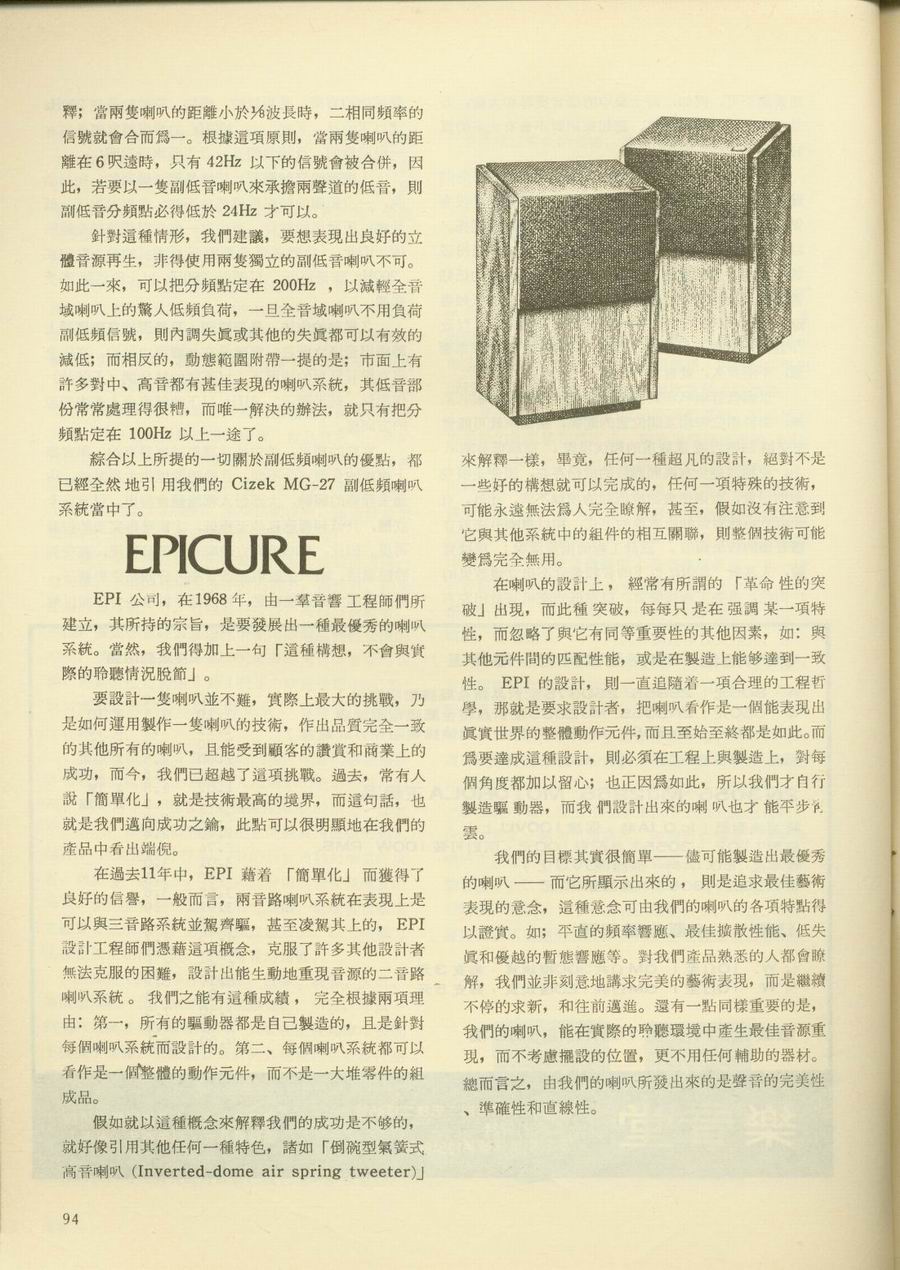 釋；當兩隻喇叭的距離小於⅛波長時，二相同頻率的
信號就會合而爲一。根據這項原則，當兩隻喇叭的距
離在6呎遠時，只有 42Hz 以下的信號會被合併，因
此，若要以一隻副低音喇叭來承擔兩聲道的低音，則
副低音分頻點必得低於 24Hz 才可以。
針對這種情形，我們建議，要想表現出良好的立
體音源再生，非得使用兩隻獨立的副低音喇叭不可。
如此一來，可以把分頻點定在 200Hz ，以減輕全音
域喇叭上的驚人低頻負荷，一旦全音域喇叭不用負荷
副低頻信號，則內調失眞或其他的失眞都可以有效的
減低；而相反的，動態範圍附帶一提的是；市面上有
許多對中、高音都有甚佳表現的喇叭系統，其低音部
份常常處理得很糟，而唯一解決的辦法，就只有把分
頻點定在 100Hz 以上一途了。
綜合以上所提的一切關於副低頻喇叭的優點，都
已經全然地引用我們的 Cizek MG-27 副低頻喇叭
系統當中了。
EPICURE
EPI 公司，在1968年，由一羣音響工程師們所
建立，其所持的宗旨，是要發展出一種最優秀的喇叭
系統。當然，我們得加上一句「這種構想，不會與實
際的聆聽情況脫節」。
要設計一隻喇叭並不難，實際上最大的挑戰，乃
是如何運用製作一隻喇叭的技術，作出品質完全一致
的其他所有的喇叭，且能受到顧客的讚賞和商業上的
成功，而今，我們已超越了這項挑戰。過去，常有人
說「簡單化」，就是技術最高的境界，而這句話，也
就是我們邁向成功之鑰，此點可以很明顯地在我們的
產品中看出端倪。
在過去11年中，EPI 藉着 「簡單化」而獲得了
良好的信譽，一般而言，兩音路喇叭系統在表現上是
可以與三音路系統並駕齊驅，甚至凌駕其上的， EPI
設計工程師們憑藉這項概念，克服了許多其他設計者
無法克服的困難，設計出能生動地重現音源的二音路
喇叭系統。 我們之能有這種成績， 完全根據兩項理
由：第一，所有的驅動器都是自己製造的，且是針對
每個喇叭系統而設計的。第二、每個喇叭系統都可以
看作是一個整體的動作元件，而不是一大堆零件的組
成品。
假如就以這種概念來解釋我們的成功是不够的，
就好像引用其他任何一種特色，諸如「倒碗型氣簧式
高音喇叭 (Inverted-dome air spring tweeter)」
來解釋一樣，畢竟，任何一種超凡的設計，絕對不是
一些好的構想就可以完成的，任何一項特殊的技術，
可能永遠無法爲人完全瞭解，甚至，假如沒有注意到
它與其他系統中的組件的相互關聯，則整個技術可能
變爲完全無用。
在喇叭的設計上， 經常有所謂的 「革命性的突
破」出現，而此種突破，每每只是在强調某一項特
性，而忽略了與它有同等重要性的其他因素，如：與
其他元件間的匹配性能，或是在製造上能够達到一致
性。 EPI 的設計，則一直追隨着一項合理的工程哲
學，那就是要求設計者，把喇叭看作是一個能表現出
眞實世界的整體動作元件，而且至始至終都是如此。而
爲要達成這種設計，則必須在工程上與製造上，對每
個角度都加以留心；也正因爲如此，所以我們才自行
製造驅動器，而我們設計出來的喇叭也才能平步
雲。
我們的目標其實很簡單——儘可能製造出最優秀
的喇叭 —— 而它所顯示出來的， 則是追求最佳藝術
表現的意念，這種意念可由我們的喇叭的各項特點得
以證實。如；平直的頻率響應、最佳擴散性能、低失
眞和優越的暫態響應等。對我們產品熟悉的人都會瞭
解，我們並非刻意地講求完美的藝術表現，而是繼續
不停的求新，和往前邁進。還有一點同樣重要的是，
我們的喇叭，能在實際的聆聽環境中產生最佳音源重
現，而不考慮擺設的位置，更不用任何輔助的器材。
總而言之，由我們的喇叭所發出來的是聲音的完美性
、準確性和直線性。
94